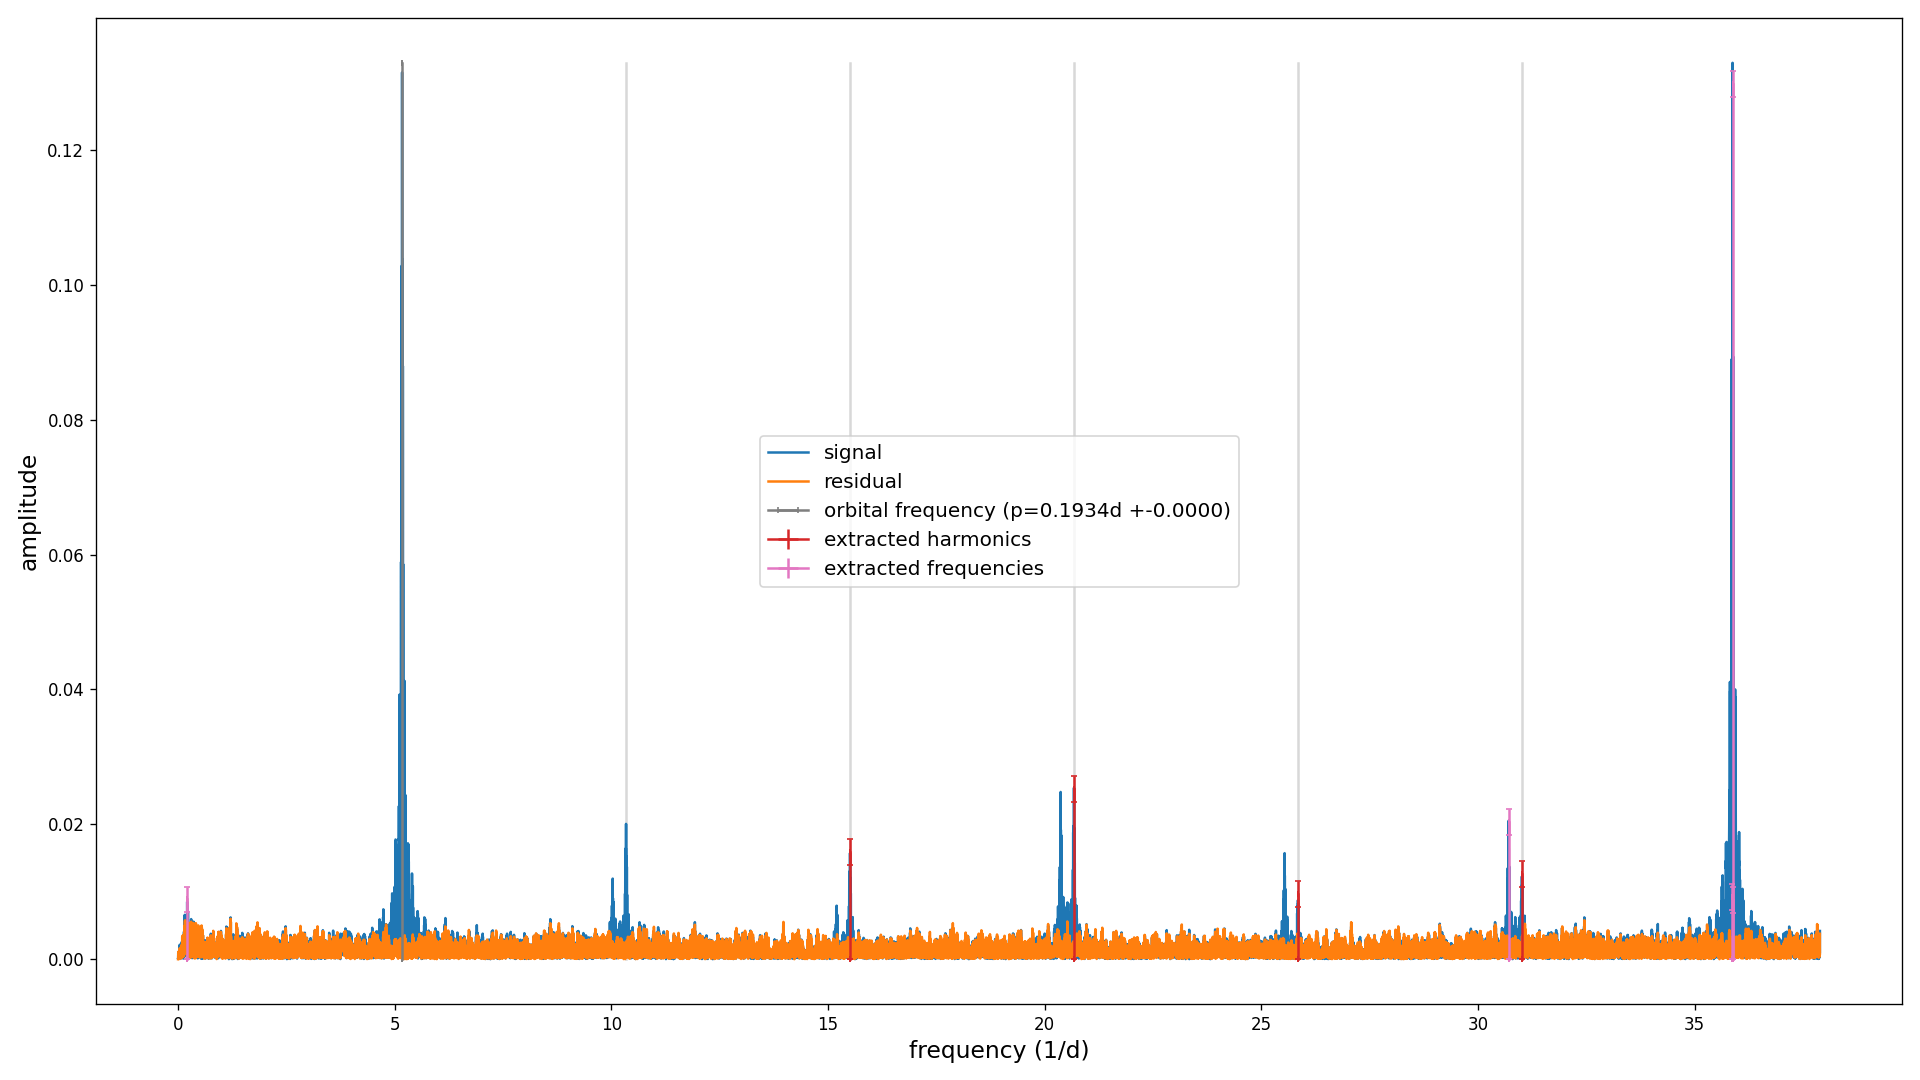 0.12
0.10
0.08
0.06
0.04
0.02
0.00
amplitude
signal
residual
orbital frequency (p=0.1934d +-0.0000)
extracted harmonics
extracted frequencies
0 5 10 15 20 25 30 35
frequency (1/d)